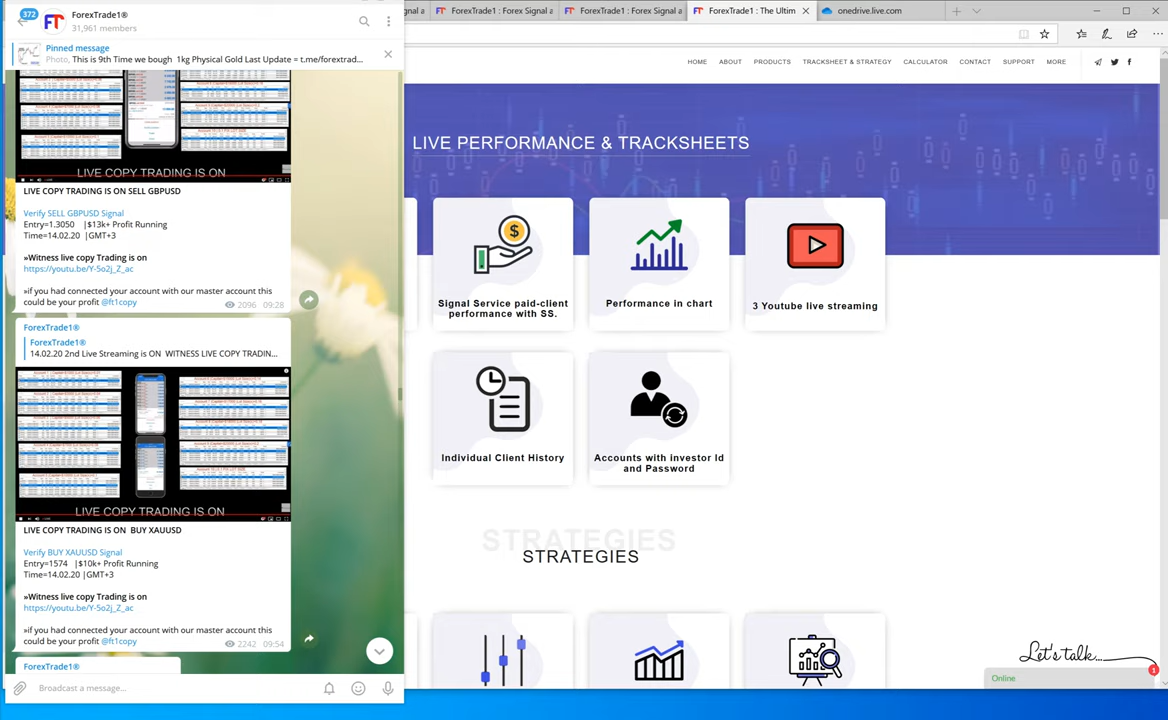 372
FT
ForexTrade1®
31,961 members
Pinned message
Photo, This is 9th Time we bough 1kg Physical Gold Last Update = t.me/forextrad...
LIVE COPY TRADING IS ON
LIVE COPY TRADING IS ON SELL GBPUSD
Verify SELL GBPUSD Signal
Entry=1.3050 |$13k+ Profit Running
Time=14.02.20 |GMT+3
»Witness live copy Trading is on
https://youtu.be/Y-5o2j_Z_ac
»if you had connected your account with our master account this
could be your profit @ft1copy
2096 09:28
ForexTrade1®
ForexTrade1®
14.02.20 2nd Live Streaming is ON WITNESS LIVE COPY TRADIN...
LIVE COPY TRADING IS ON
LIVE COPY TRADING IS ON BUY XAUUSD
Verify BUY XAUUSD Signal
Entry=1574 |$10k+ Profit Running
Time=14.02.20 |GMT+3
»Witness live copy Trading is on
https://youtu.be/Y-5o2j_Z_ac
»if you had connected your account with our master account this
could be your profit @ft1copy
2242 09:54
ForexTrade1®
Broadcast a message...
gnal a
ForexTrade1 : Forex Signal a
ForexTrade1 : Forex Signal a
ForexTrade1 : The Ultim
onedrive.live.com
HOME ABOUT PRODUCTS TRACKSHEET & STRATEGY CALCULATOR CONTACT SUPPORT MORE
LIVE PERFORMANCE & TRACKSHEETS
Signal Service paid-client
performance with SS.
Performance in chart
3 Youtube live streaming
Individual Client History
Accounts with investor Id
and Password
STRATEGIES
STRATEGIES
Let's talk...
Online
1